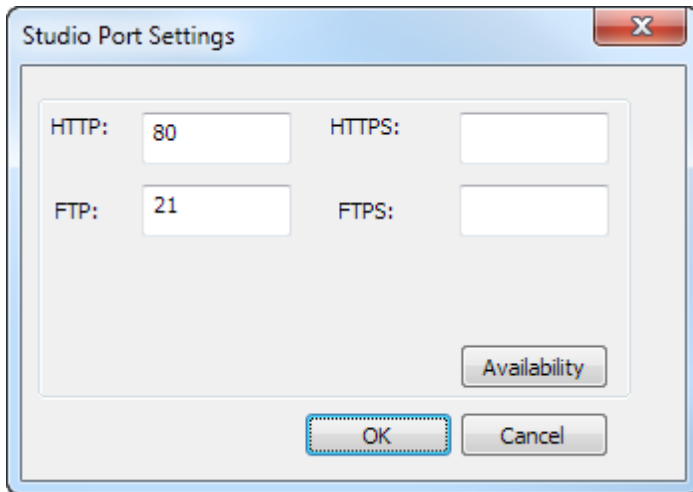 Studio Port Settings
HTTP: 80 HTTPS:
FTP: 21 FTPS:
Availability
OK Cancel